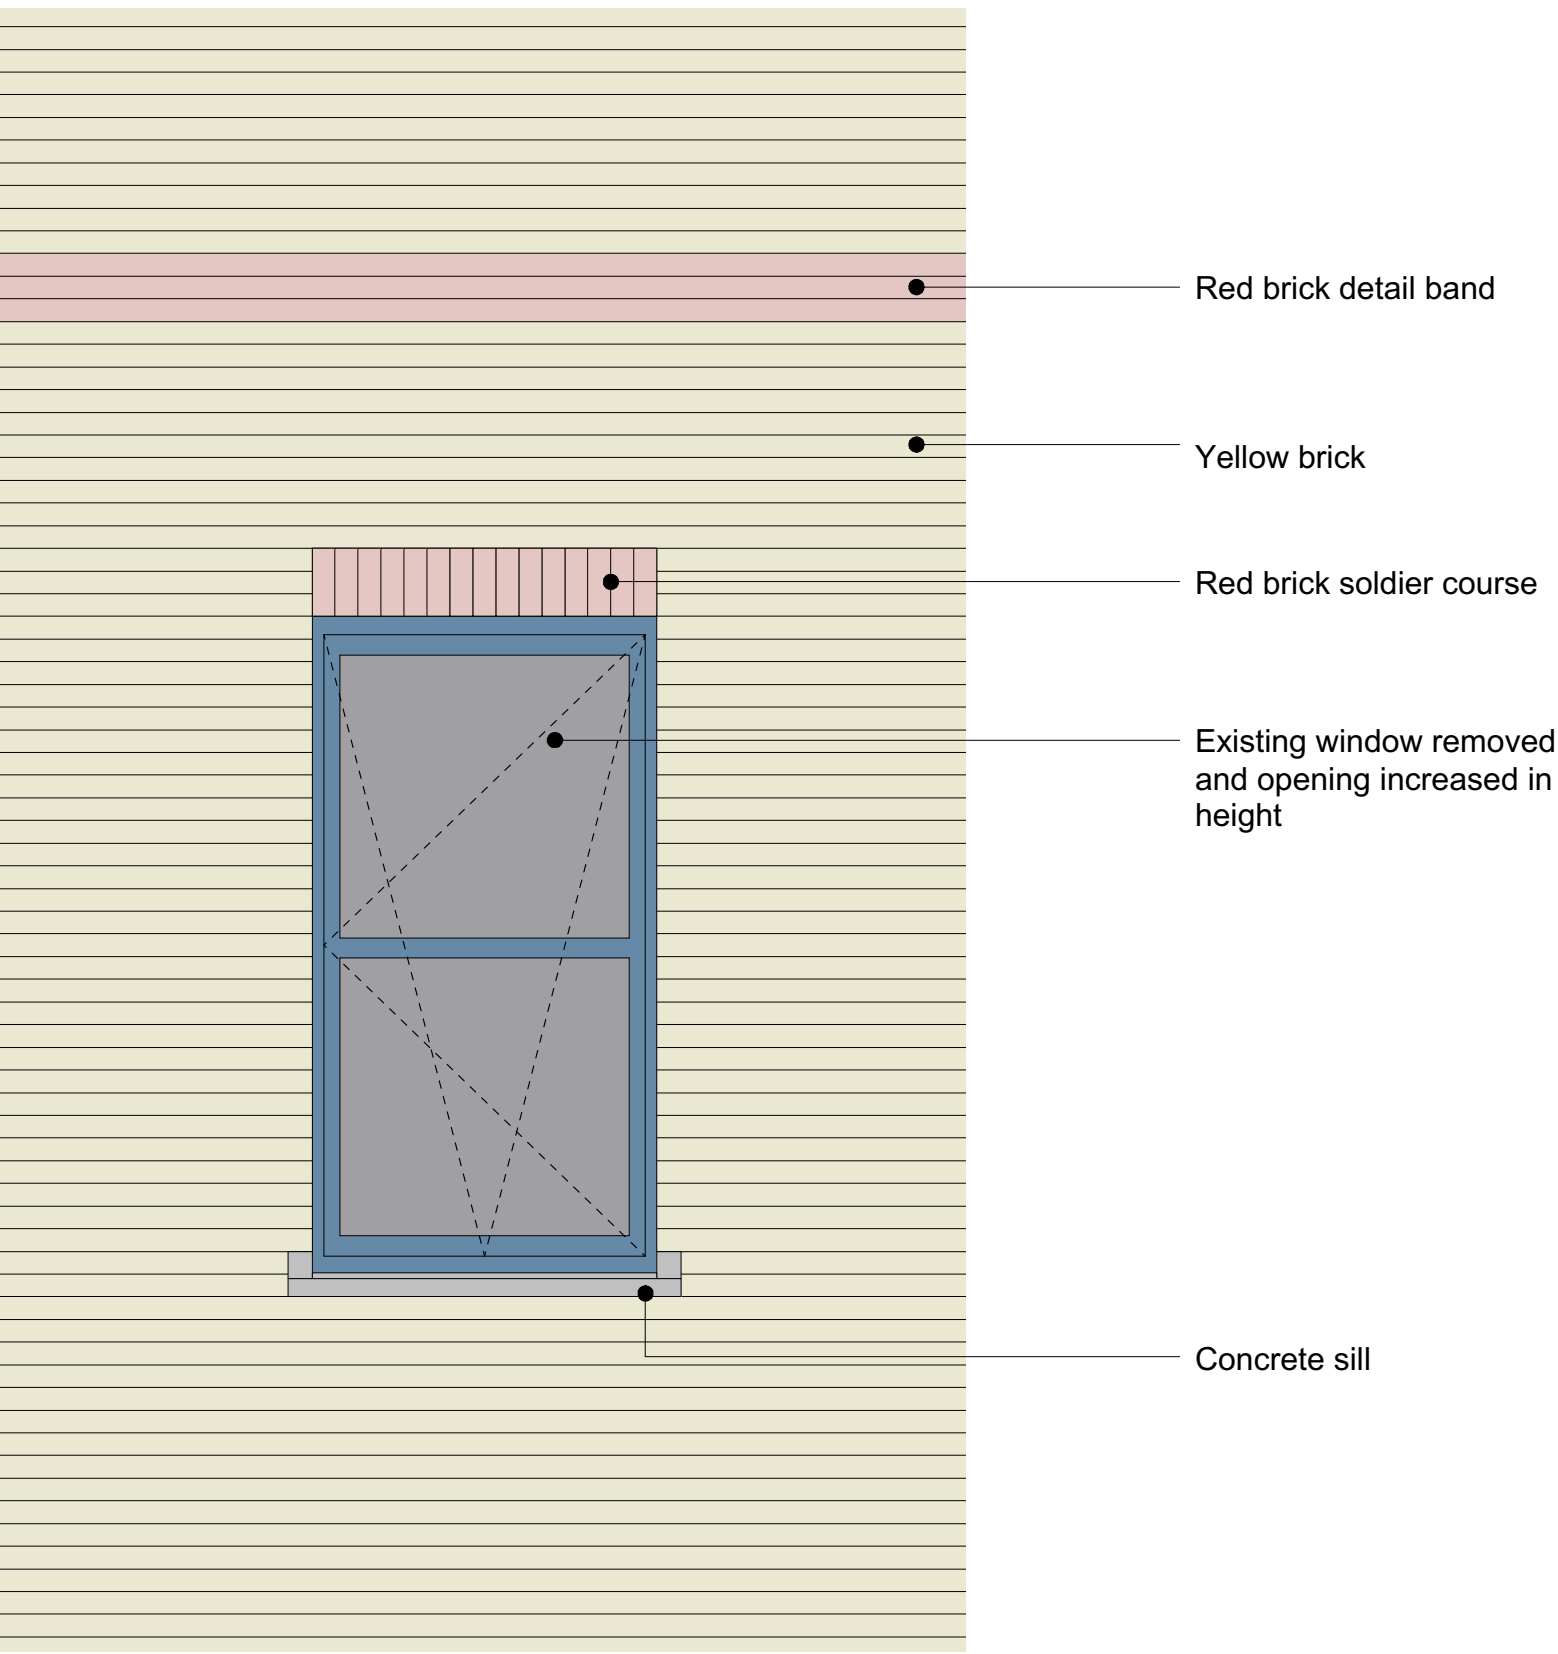 Red brick detail band
Yellow brick
Red brick soldier course
Existing window removed
and opening increased in
height
Concrete sill